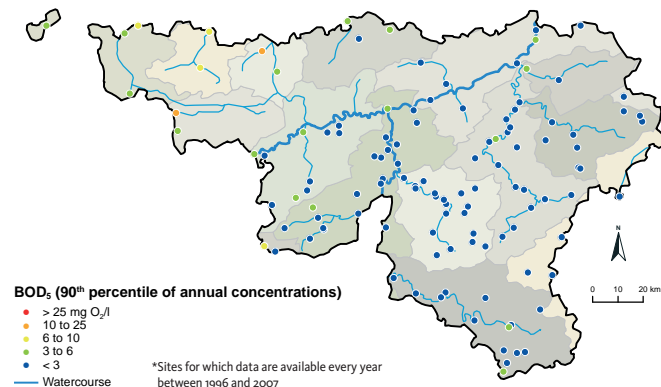 N
0 10 20 km
BOD5 (90th percentile of annual concentrations)
> 25 mg O2/l
10 to 25
6 to 10
3 to 6
< 3
Watercourse
*Sites for which data are available every year
between 1996 and 2007